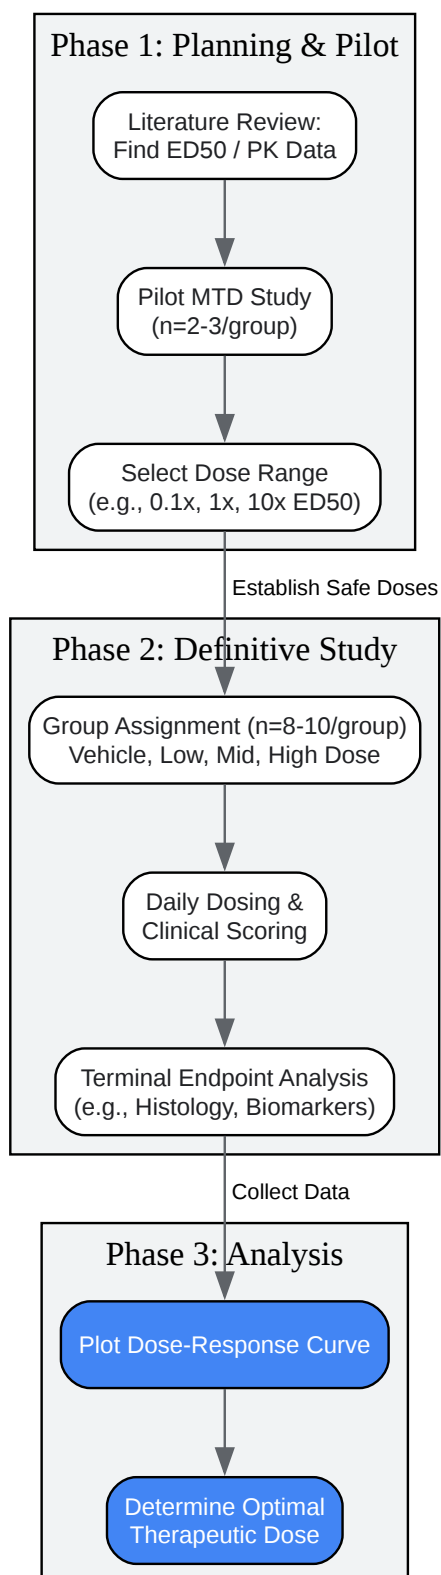 Phase 1: Planning & Pilot
Literature Review:
Find ED50 / PK Data
Pilot MTD Study
(n=2-3/group)
Select Dose Range
(e.g., 0.1x, 1x, 10x ED50)
Establish Safe Doses
Phase 2: Definitive Study
Group Assignment (n=8-10/group)
Vehicle, Low, Mid, High Dose
Daily Dosing &
Clinical Scoring
Terminal Endpoint Analysis
(e.g., Histology, Biomarkers)
Collect Data
Phase 3: Analysis
Plot Dose-Response Curve
Determine Optimal
Therapeutic Dose